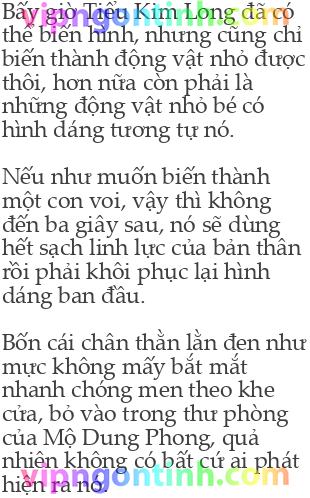 Bấy giờ Tiểu Kim Long đã có
thể biến hình, nhưng cũng chỉ
biến thành động vật nhỏ được
thôi, hơn nữa còn phải là
những động vật nhỏ bé có
hình dáng tương tự nó.
Nếu như muốn biến thành
một con voi, vậy thì không
đến ba giây sau, nó sẽ dùng
hết sạch linh lực của bản thân
rồi phải khôi phục lại hình
dáng ban đầu.
Bốn cái chân thằn lằn đen như
mực không mấy bắt mắt
nhanh chóng men theo khe
cửa, bỏ vào trong thư phòng
của Mộ Dung Phong, quả
nhiên không có bất cứ ai phát
vipngontinh.com
hiện ra nó.